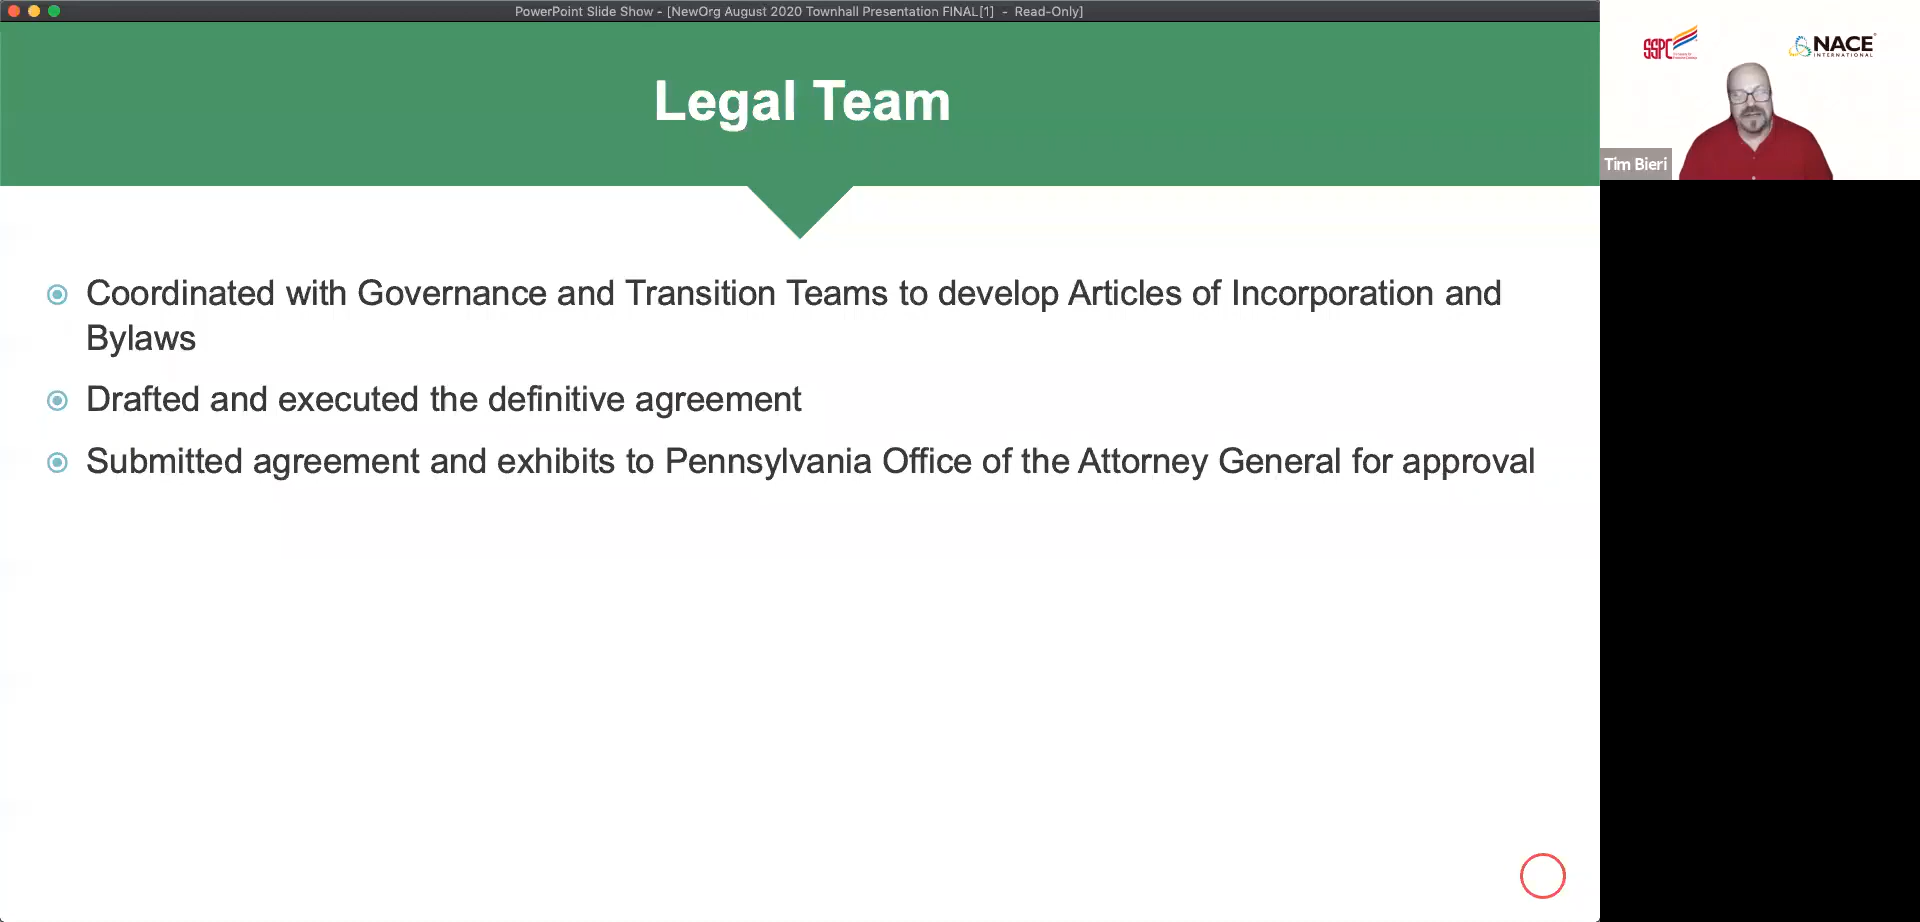 PowerPoint Slide Show - [NewOrg August 2020 Townhall Presentation FINAL[1] - Read-Only]
Legal Team
Coordinated with Governance and Transition Teams to develop Articles of Incorporation and
Bylaws
Drafted and executed the definitive agreement
Submitted agreement and exhibits to Pennsylvania Office of the Attorney General for approval
SSPC
NACE
INTERNATIONAL
Tim Bieri